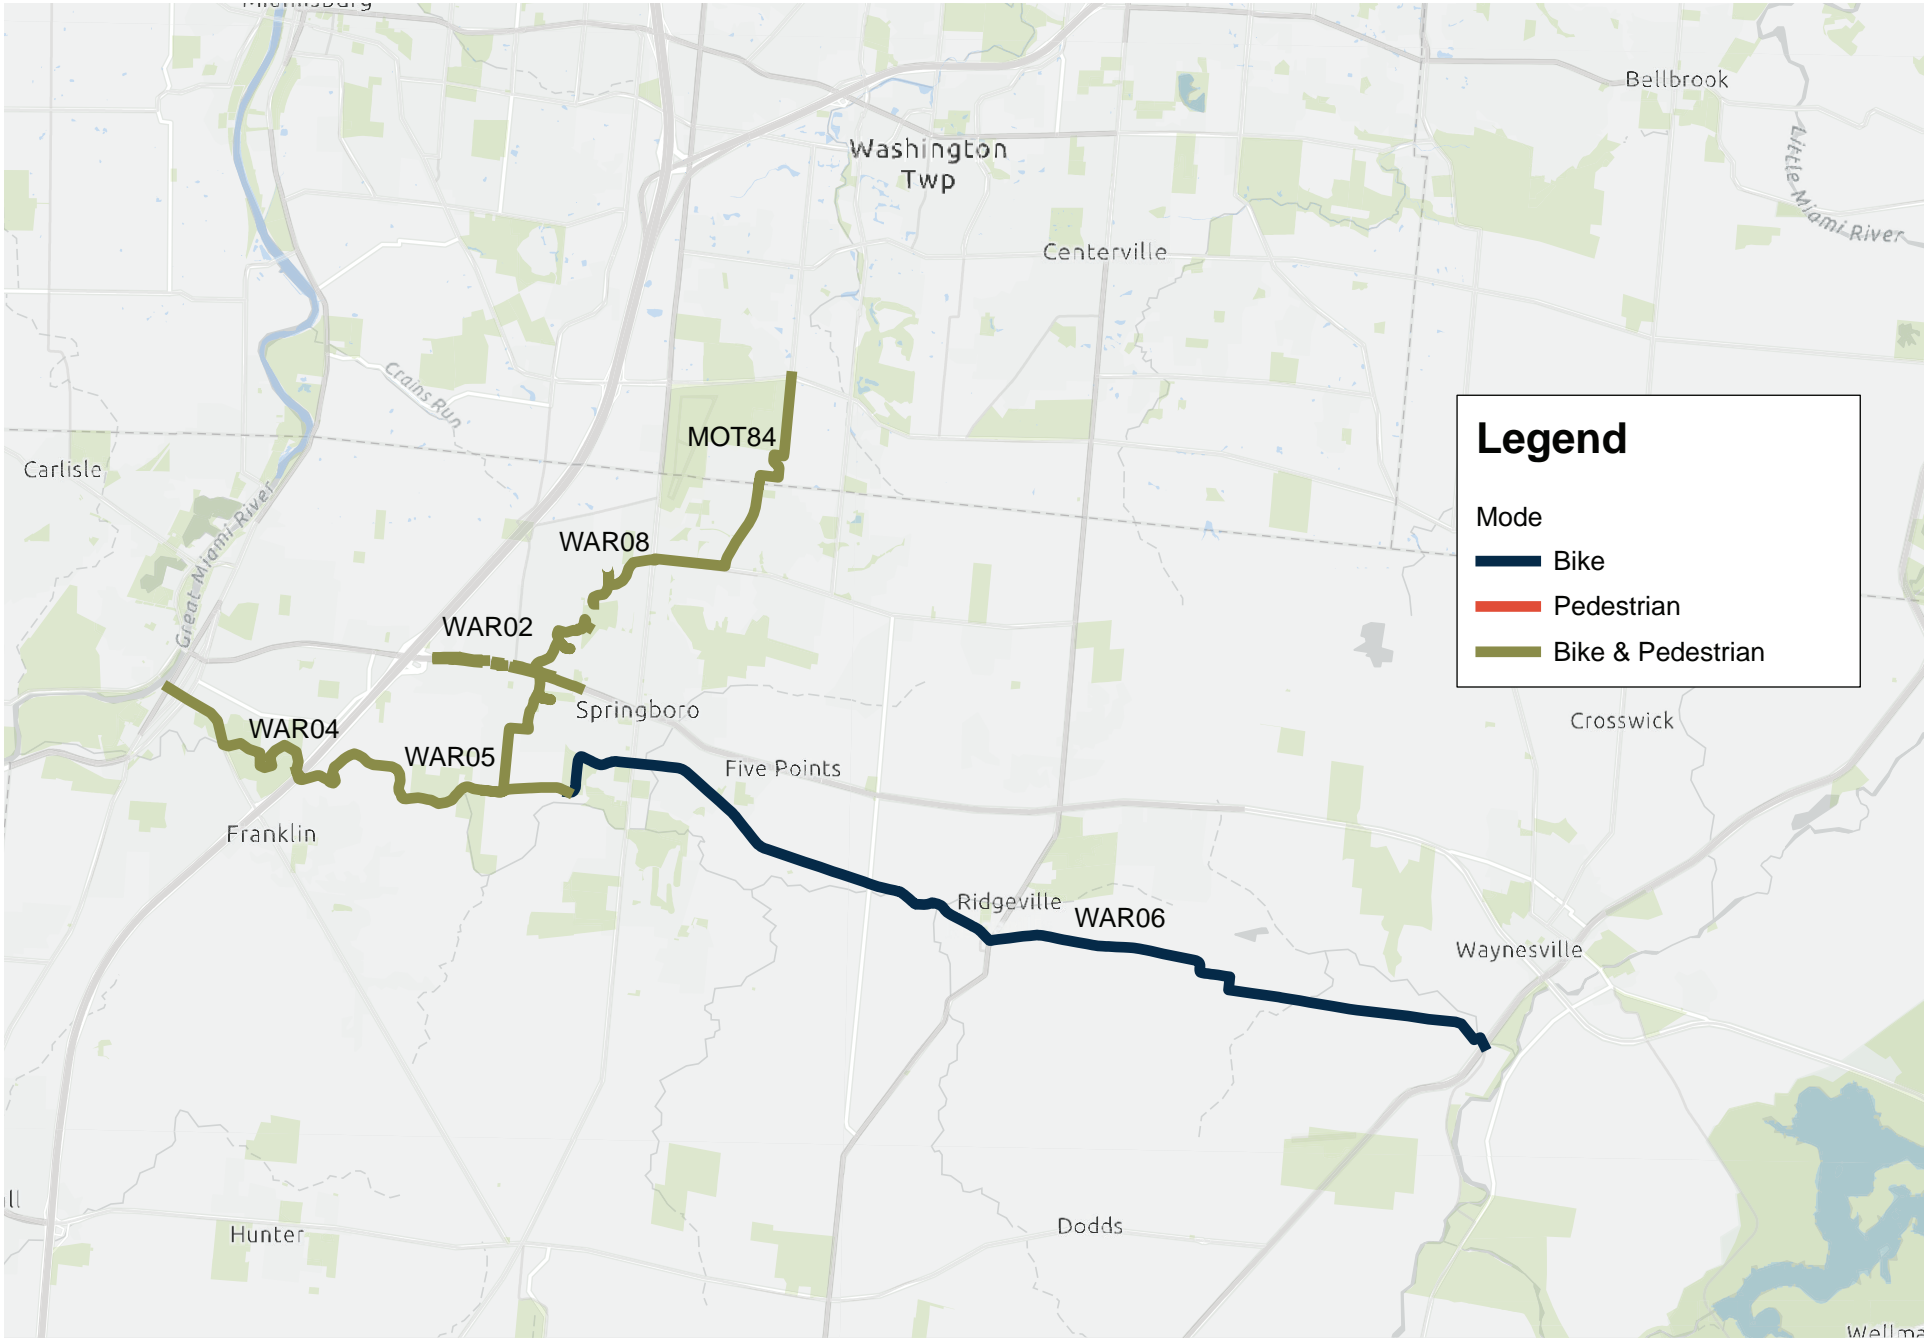 Bellbrook
Washington
Twp
Little Miami River
Centerville
Crains Run
MOT84
Carlisle
Legend
Mode
Bike
Pedestrian
Bike & Pedestrian
Great Miami River
WAR08
WAR02
Springboro
Crosswick
WAR04
WAR05
Five Points
Franklin
Ridgeville
WAR06
Waynesville
ll
Hunter
Dodds